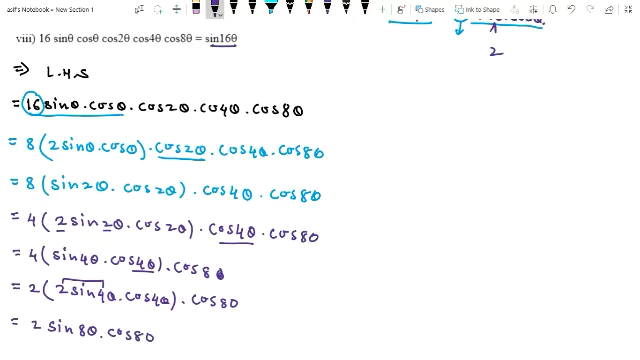 asif's Notebook » New Section 1
Shapes
Ink to Shape
viii) 16 sinθ cosθ cos2θ cos4θ cos8θ = sin16θ
2
⇒ L.H.S
= 16 sinθ . cosθ . cos2θ . cos4θ . cos8θ
= 8 ( 2sinθ . cosθ ) . cos2θ . cos4θ . cos8θ
= 8 ( sin2θ . cos2θ ) . cos4θ . cos8θ
= 4 ( 2 sin2θ . cos2θ ) . cos4θ . cos8θ
= 4 ( sin4θ . cos4θ ) . cos8θ
= 2 ( 2sin4θ . cos4θ ) . cos8θ
= 2 sin8θ . cos8θ